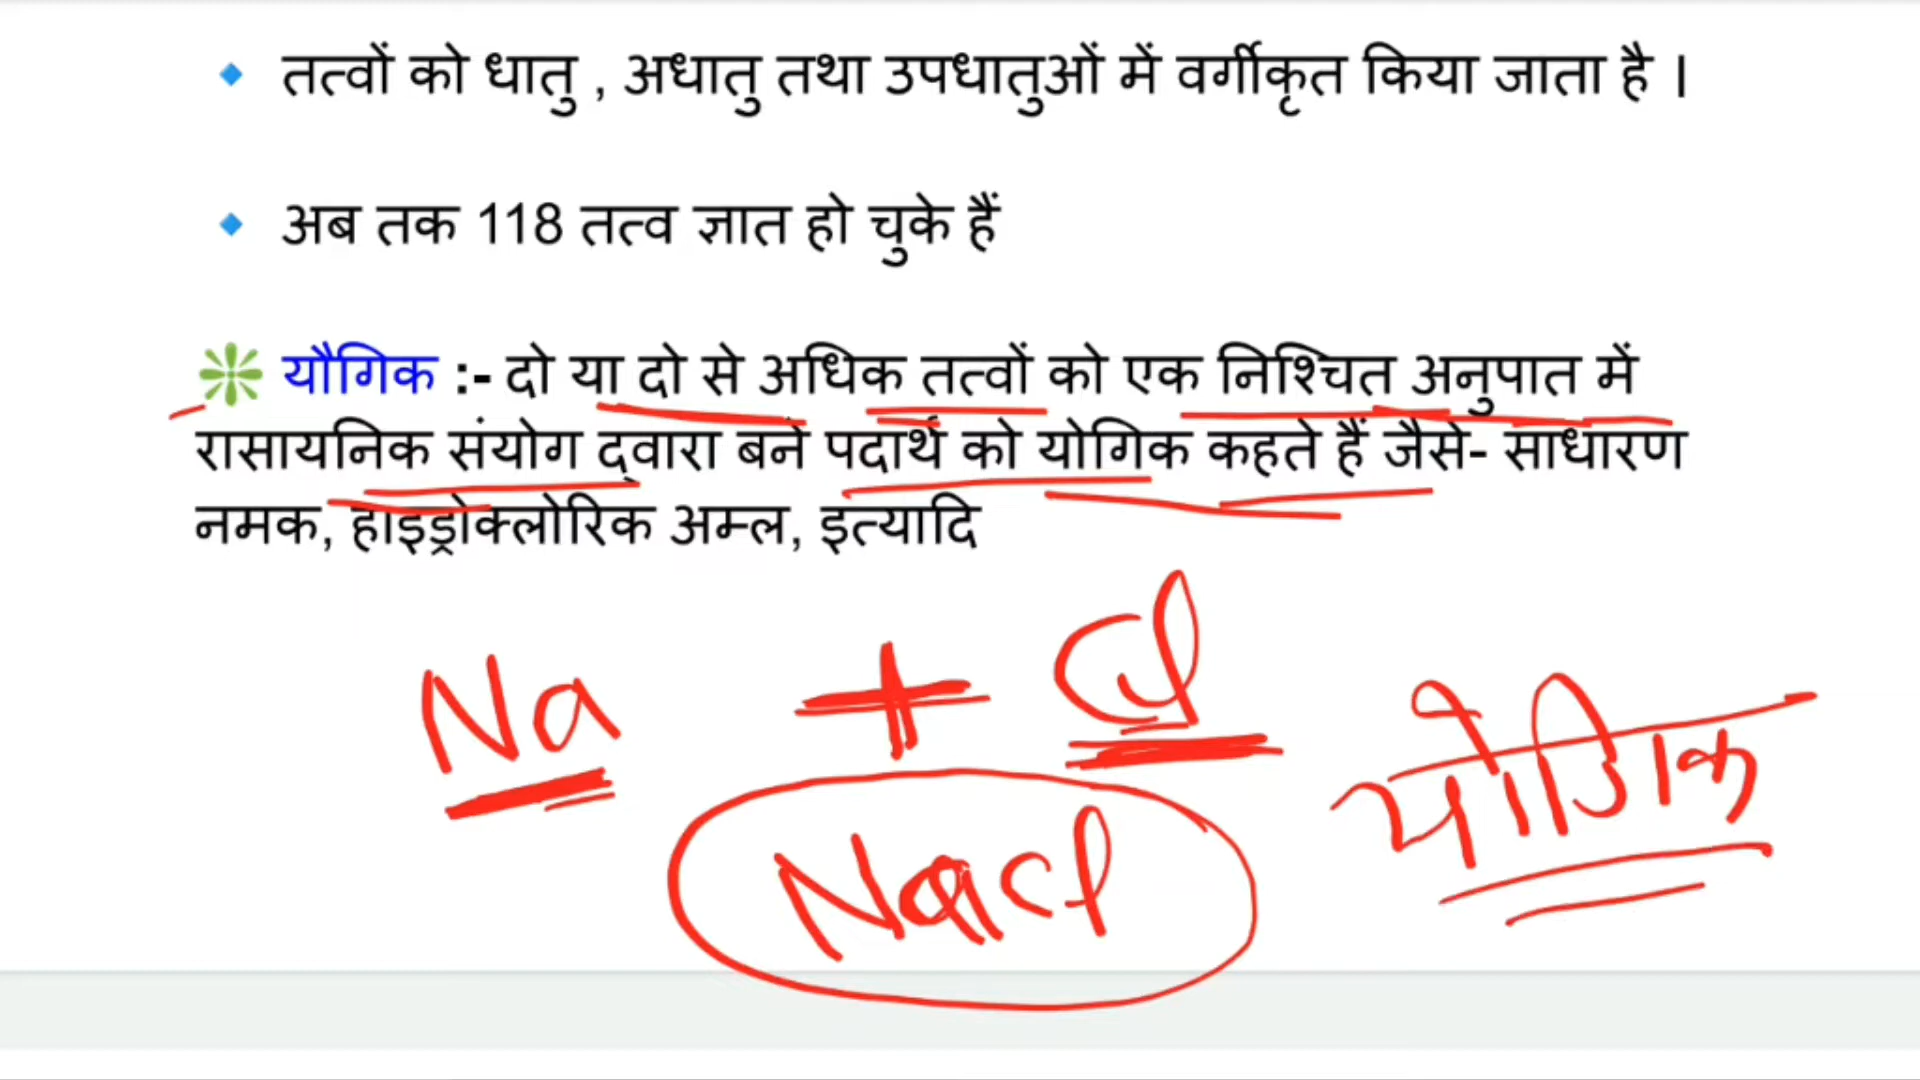 तत्वों को धातु , अधातु तथा उपधातुओं में वर्गीकृत किया जाता है ।
अब तक 118 तत्व ज्ञात हो चुके हैं
यौगिक :- दो या दो से अधिक तत्वों को एक निश्चित अनुपात में
रासायनिक संयोग द्वारा बने पदार्थ को योगिक कहते हैं जैसे- साधारण
नमक, हाइड्रोक्लोरिक अम्ल, इत्यादि
Na + Cl
NaCl
यौगिक